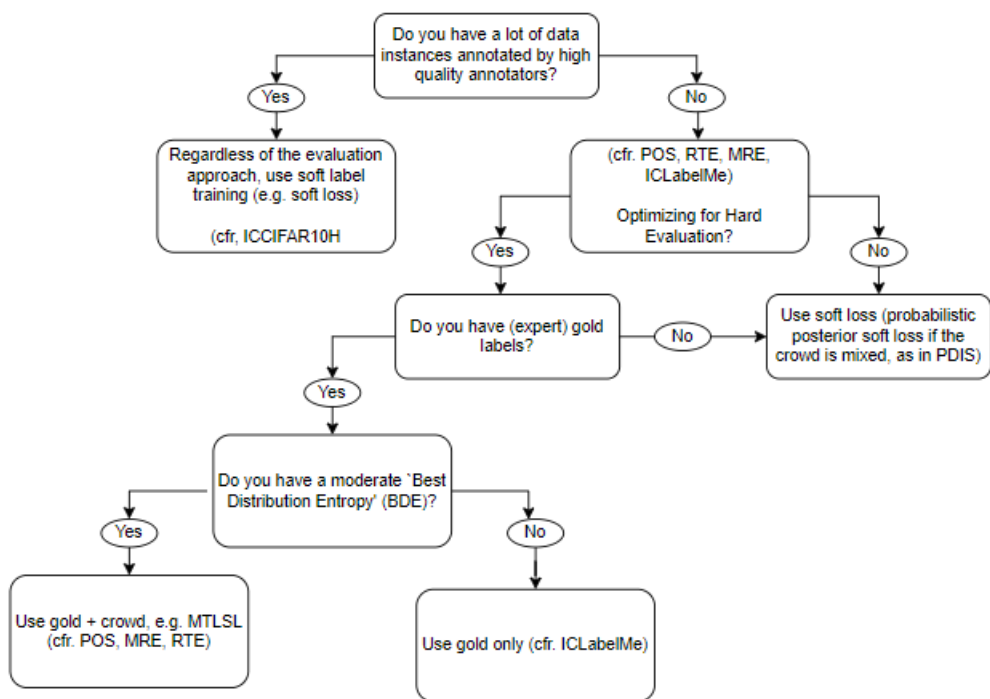 Do you have a lot of data
instances annotated by high
quality annotators?
Yes
No
Regardless of the evaluation
approach, use soft label
training (e.g. soft loss)
(cfr, ICCIFAR10H
(cfr. POS, RTE, MRE,
ICLabelMe)
Optimizing for Hard
Evaluation?
Yes
No
Do you have (expert) gold
labels?
No
Use soft loss (probabilistic
posterior soft loss if the
crowd is mixed, as in PDIS)
Yes
Do you have a moderate `Best
Distribution Entropy' (BDE)?
Yes
No
Use gold + crowd, e.g. MTLSL
(cfr. POS, MRE, RTE)
Use gold only (cfr. ICLabelMe)